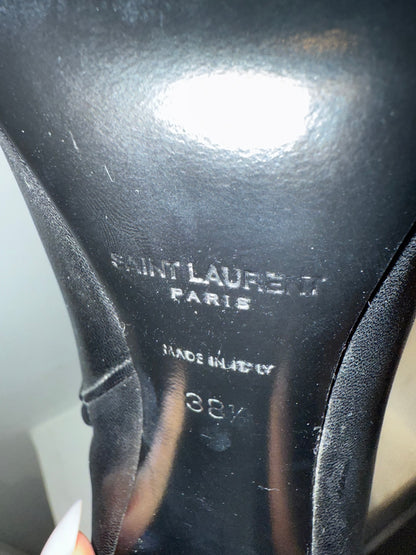 SAINT LAURENT
PARIS
MADE IN ITALY
38½